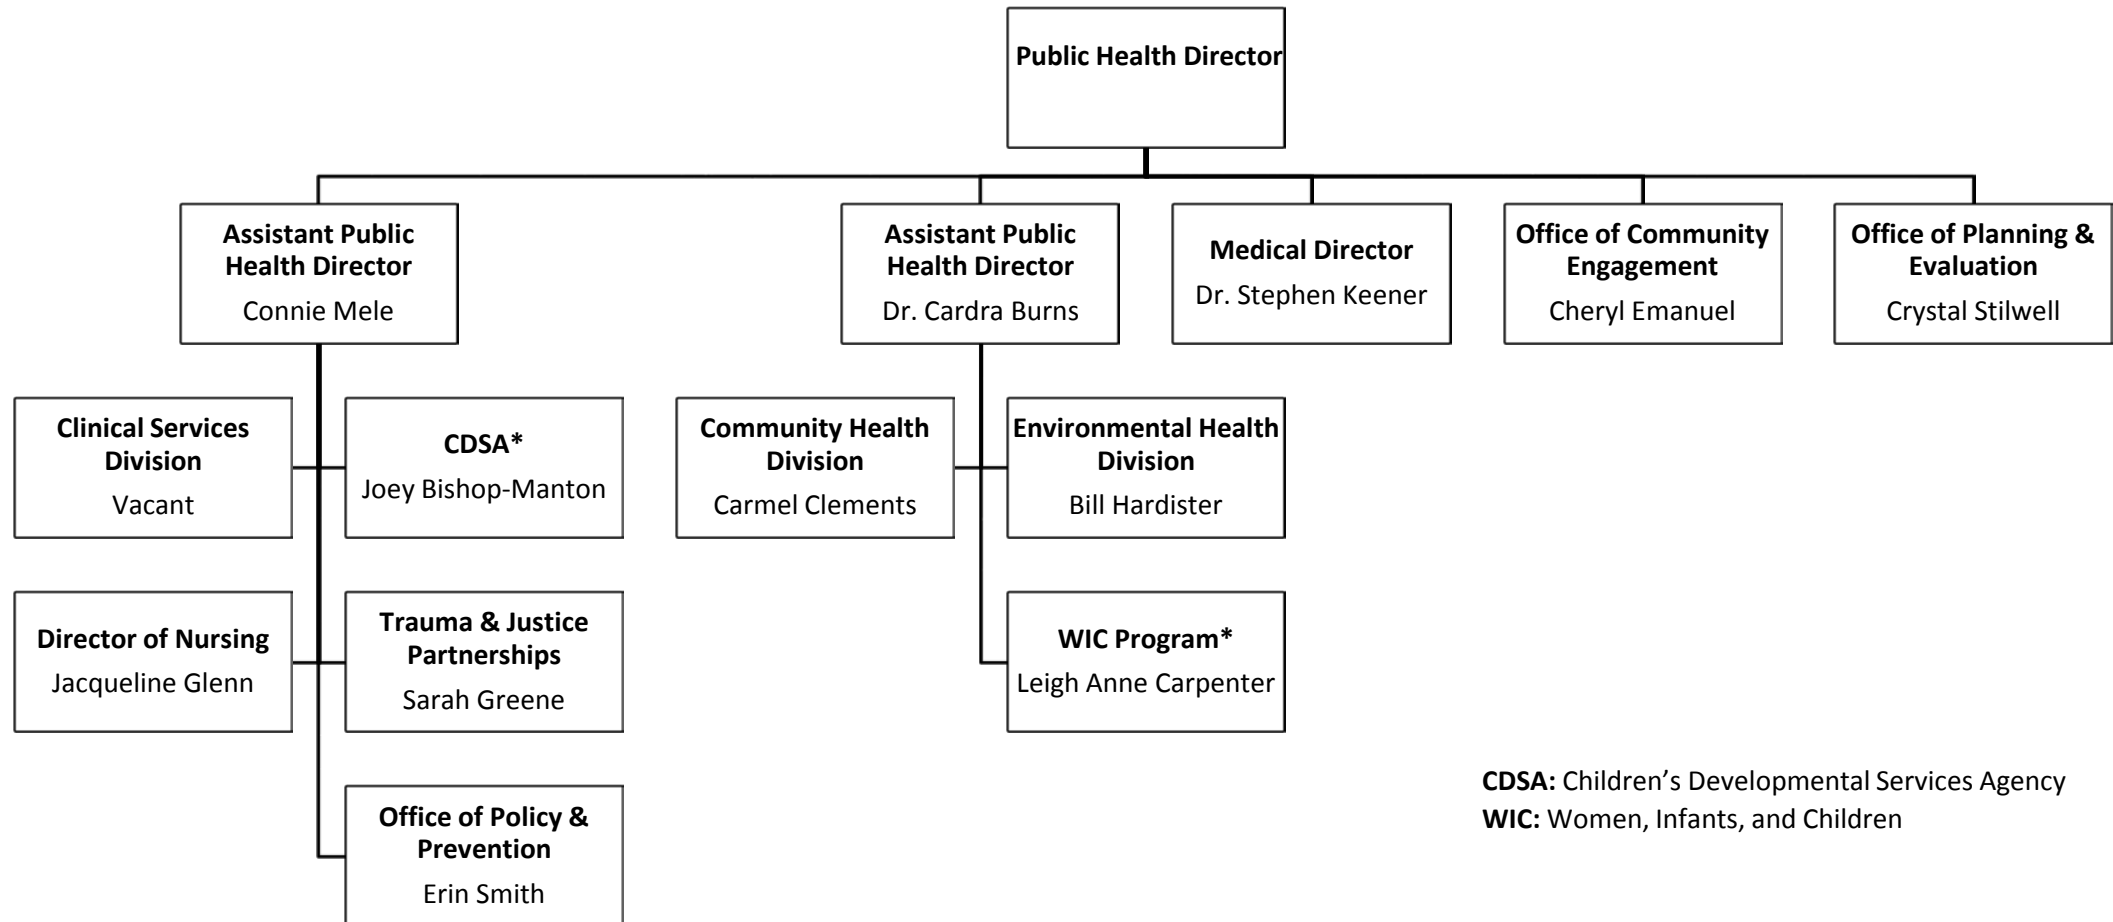 Public Health Director
Assistant Public
Health Director
Connie Mele
Assistant Public
Health Director
Dr. Cardra Burns
Medical Director
Dr. Stephen Keener
Office of Community
Engagement
Cheryl Emanuel
Office of Planning &
Evaluation
Crystal Stilwell
Clinical Services
Division
Vacant
CDSA*
Joey Bishop-Manton
Community Health
Division
Carmel Clements
Environmental Health
Division
Bill Hardister
Director of Nursing
Jacqueline Glenn
Trauma & Justice
Partnerships
Sarah Greene
WIC Program*
Leigh Anne Carpenter
Office of Policy &
Prevention
Erin Smith
CDSA: Children’s Developmental Services Agency
WIC: Women, Infants, and Children